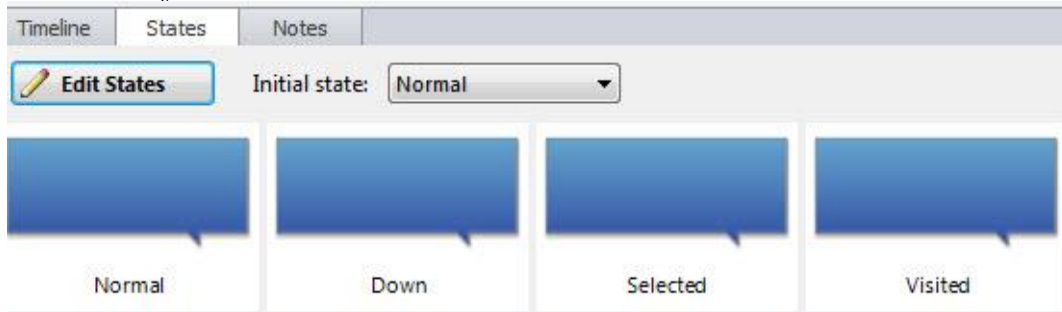 Timeline States Notes
Edit States Initial state: Normal
Normal Down Selected Visited